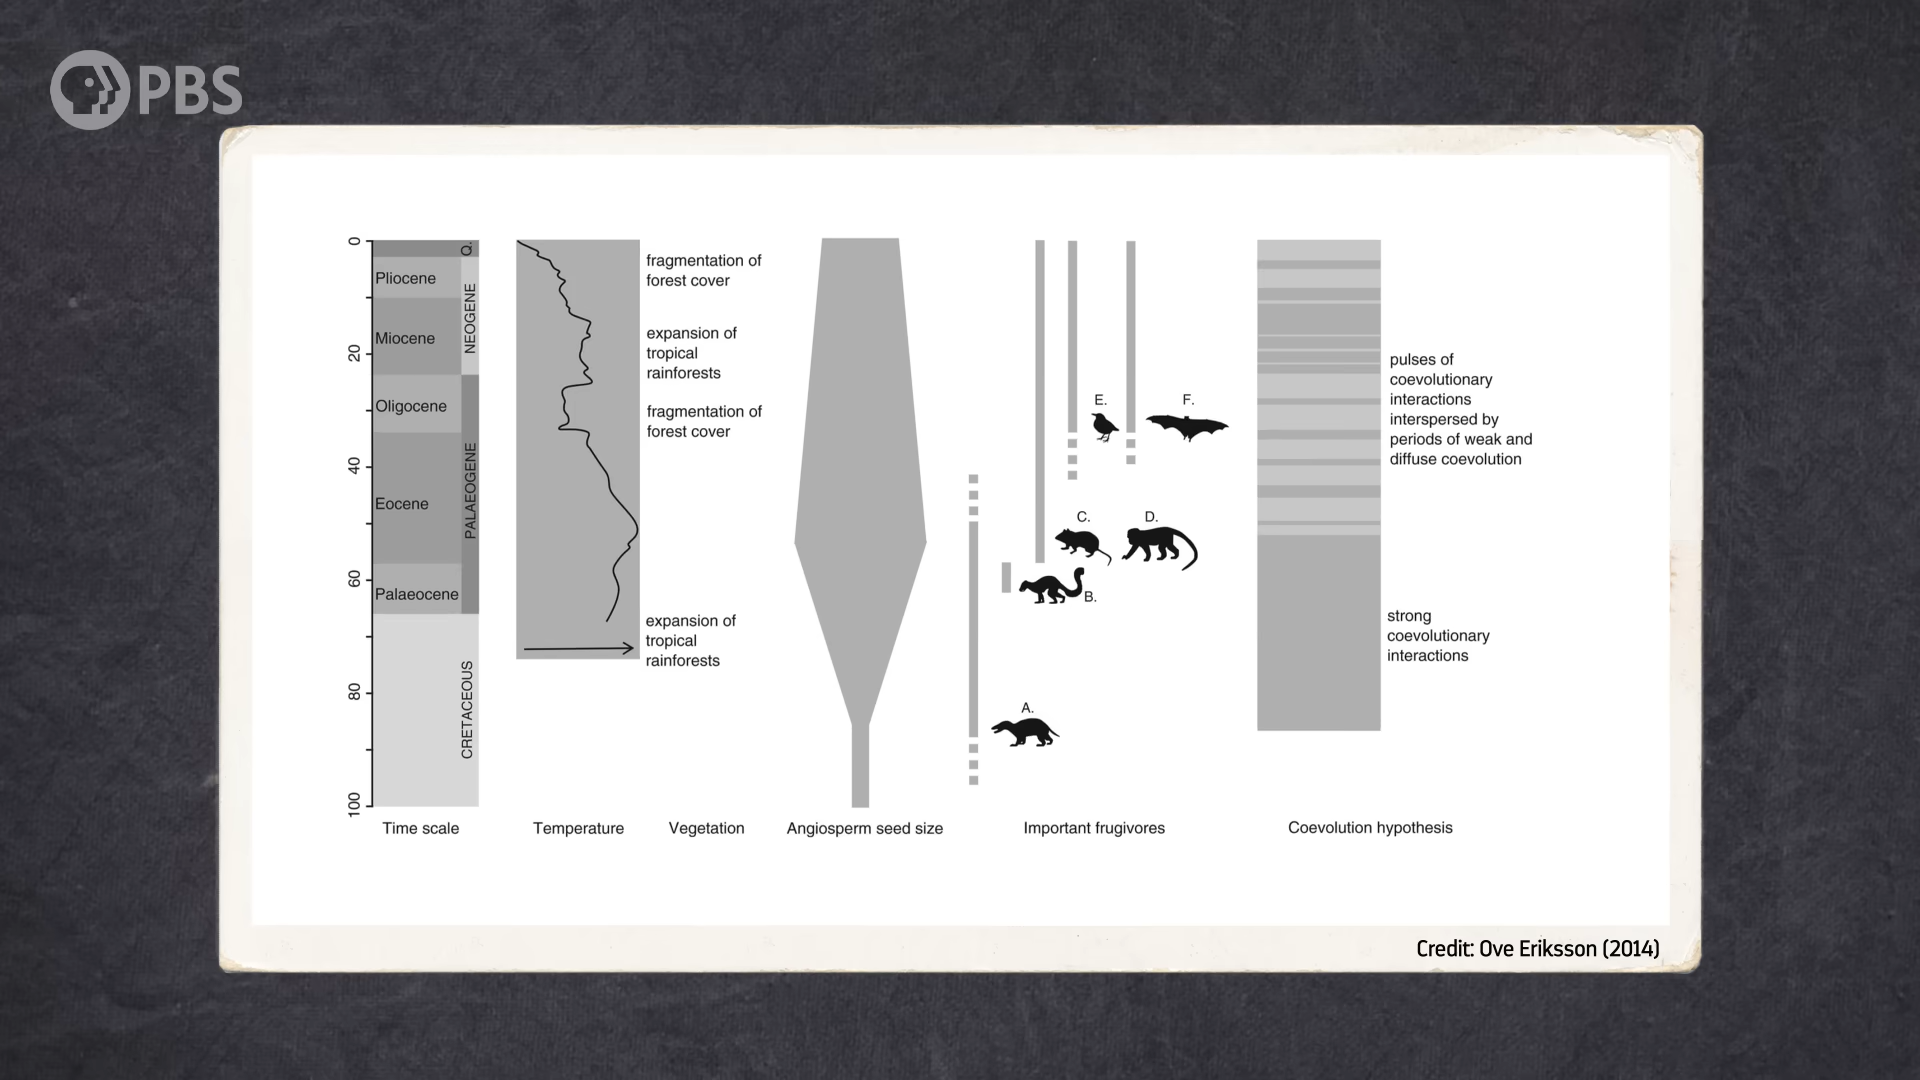 PBS
0
20
40
60
80
100
Q.
Pliocene
Miocene
Oligocene
Eocene
Palaeocene
NEOGENE
PALAEOGENE
CRETACEOUS
fragmentation of
forest cover
expansion of
tropical
rainforests
fragmentation of
forest cover
expansion of
tropical
rainforests
E.
F.
C.
D.
B.
A.
pulses of
coevolutionary
interactions
interspersed by
periods of weak and
diffuse coevolution
strong
coevolutionary
interactions
Time scale
Temperature
Vegetation
Angiosperm seed size
Important frugivores
Coevolution hypothesis
Credit: Ove Eriksson (2014)